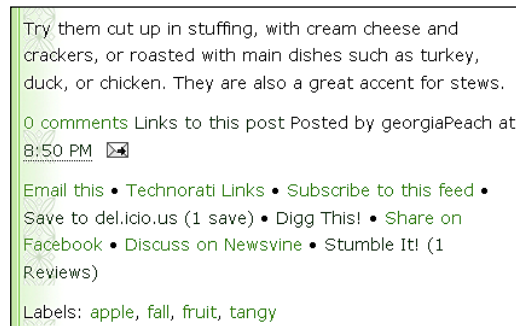 Try them cut up in stuffing, with cream cheese and
crackers, or roasted with main dishes such as turkey,
duck, or chicken. They are also a great accent for stews.
0 comments Links to this post Posted by georgiaPeach at
8:50 PM
Email this • Technorati Links • Subscribe to this feed •
Save to del.icio.us (1 save) • Digg This! • Share on
Facebook • Discuss on Newsvine • Stumble It! (1
Reviews)
Labels: apple, fall, fruit, tangy